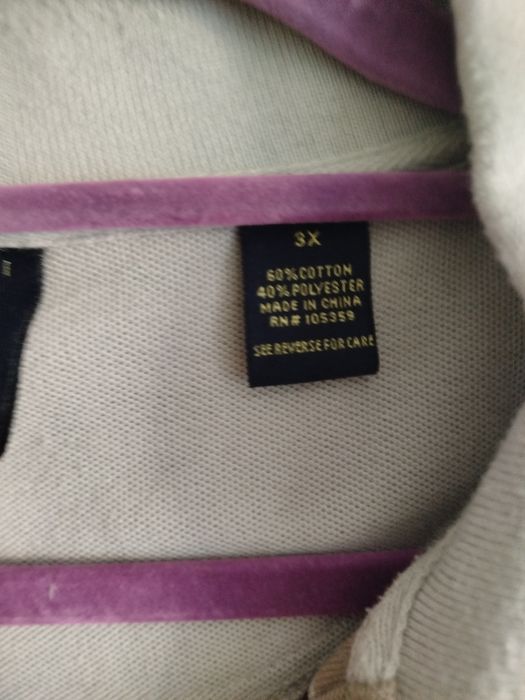 3X
60% COTTON
40% POLYESTER
MADE IN CHINA
RN# 105359
SEE REVERSE FOR CARE